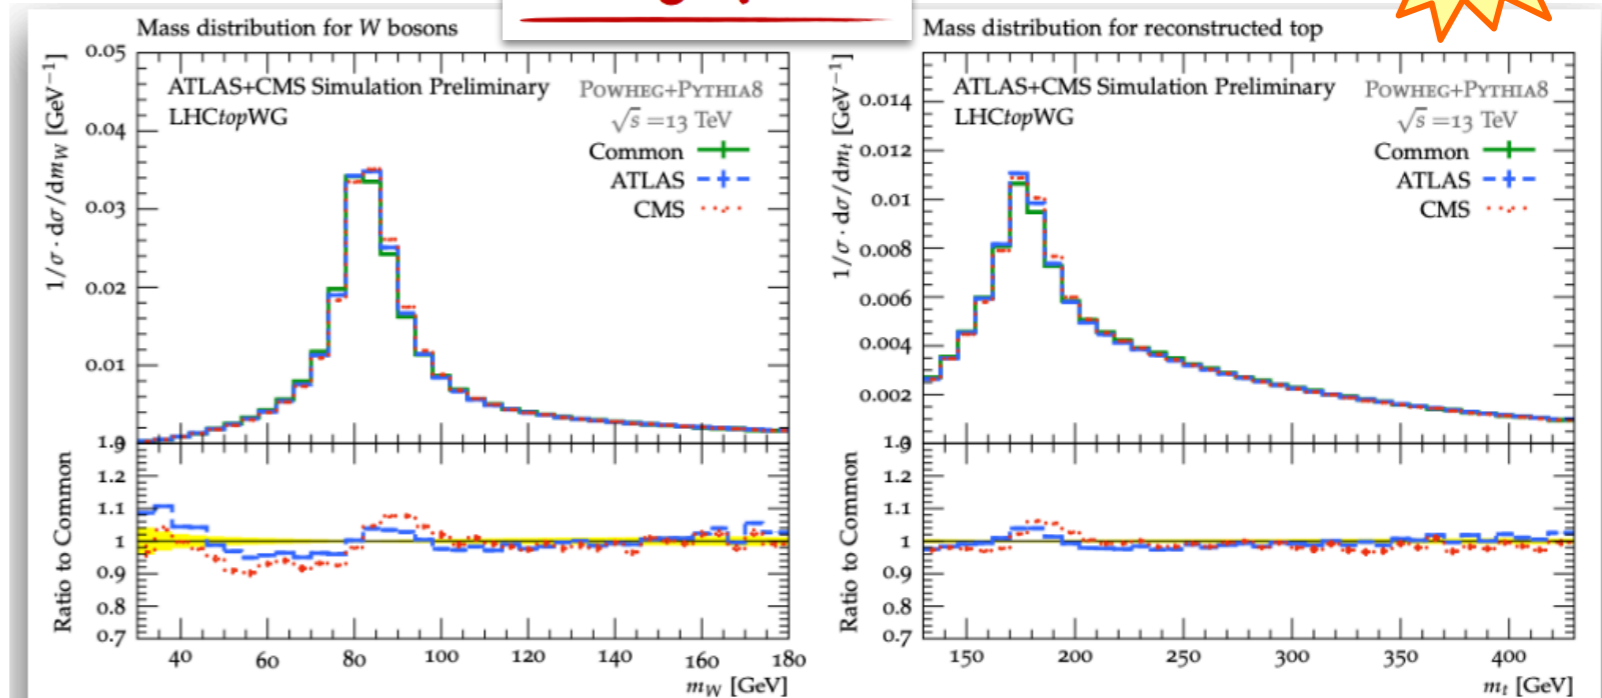 Mass distribution for W bosons
1/σ · dσ/dm_W [GeV⁻¹]
0.05
0.04
0.03
0.02
0.01
ATLAS+CMS Simulation Preliminary
LHCtopWG
POWHEG+PYTHIA8
√s =13 TeV
Common
ATLAS
CMS
Ratio to Common
1.2
1.1
1
0.9
0.8
0.7
40 60 80 100 120 140 160 180
m_W [GeV]
Mass distribution for reconstructed top
1/σ · dσ/dm_t [GeV⁻¹]
0.014
0.012
0.01
0.008
0.006
0.004
0.002
ATLAS+CMS Simulation Preliminary
LHCtopWG
POWHEG+PYTHIA8
√s =13 TeV
Common
ATLAS
CMS
Ratio to Common
1.2
1.1
1
0.9
0.8
0.7
150 200 250 300 350 400
m_t [GeV]